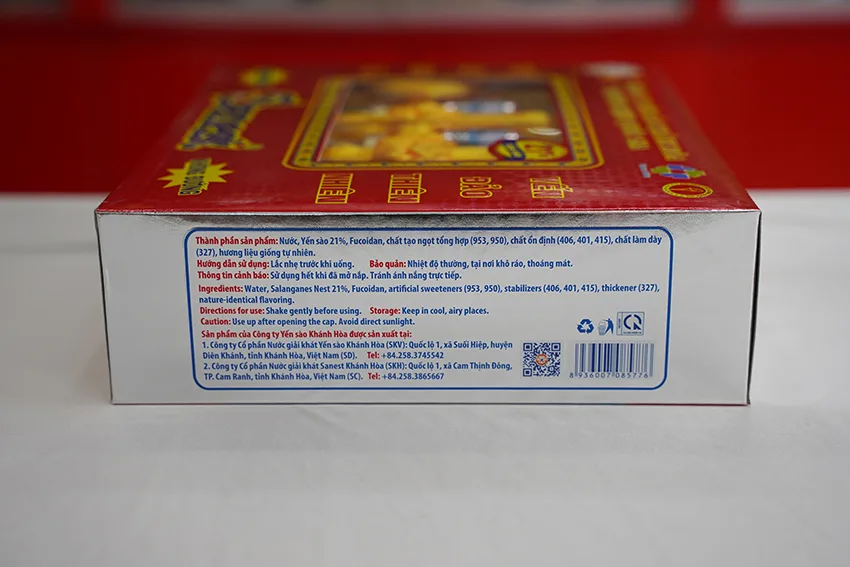 YẾN
ĐẢO
THIÊN
THIÊN
Thành phần sản phẩm: Nước, Yến sào 21%, Fucoidan, chất tạo ngọt tổng hợp (953, 950), chất ổn định (406, 401, 415), chất làm dày
(327), hương liệu giống tự nhiên.
Hướng dẫn sử dụng: Lắc nhẹ trước khi uống. Bảo quản: Nhiệt độ thường, tại nơi khô ráo, thoáng mát.
Thông tin cảnh báo: Sử dụng hết khi đã mở nắp. Tránh ánh nắng trực tiếp.
Ingredients: Water, Salanganes Nest 21%, Fucoidan, artificial sweeteners (953, 950), stabilizers (406, 401, 415), thickener (327),
nature-identical flavoring.
Directions for use: Shake gently before using. Storage: Keep in cool, airy places.
Caution: Use up after opening the cap. Avoid direct sunlight.
Sản phẩm của Công ty Yến sào Khánh Hòa được sản xuất tại:
1. Công ty Cổ phần Nước giải khát Yến sào Khánh Hòa (SKV): Quốc lộ 1, xã Suối Hiệp, huyện
Diên Khánh, tỉnh Khánh Hòa, Việt Nam (SD). Tel: +84.258.3745542
2. Công ty Cổ phần Nước giải khát Sanest Khánh Hòa (SKH): Quốc lộ 1, xã Cam Thịnh Đông,
TP. Cam Ranh, tỉnh Khánh Hòa, Việt Nam (SC). Tel: +84.258.3865667
8 936007 085776